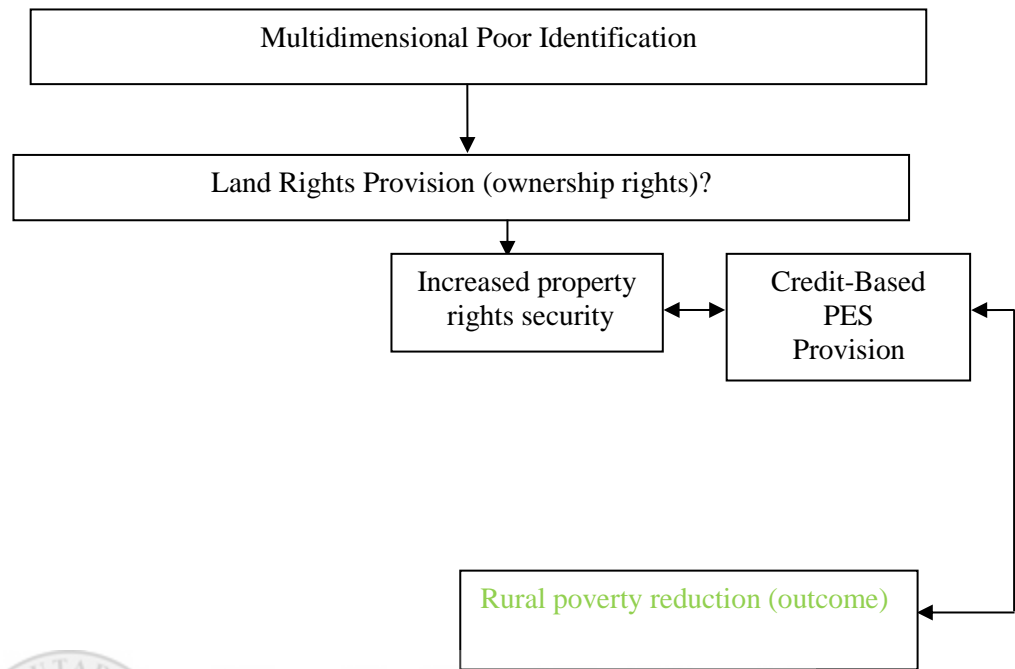 Multidimensional Poor Identification
Land Rights Provision (ownership rights)?
Increased property
rights security
Credit-Based
PES
Provision
Rural poverty reduction (outcome)